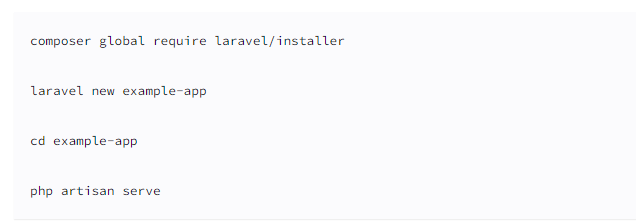 composer global require laravel/installer
laravel new example-app
cd example-app
php artisan serve